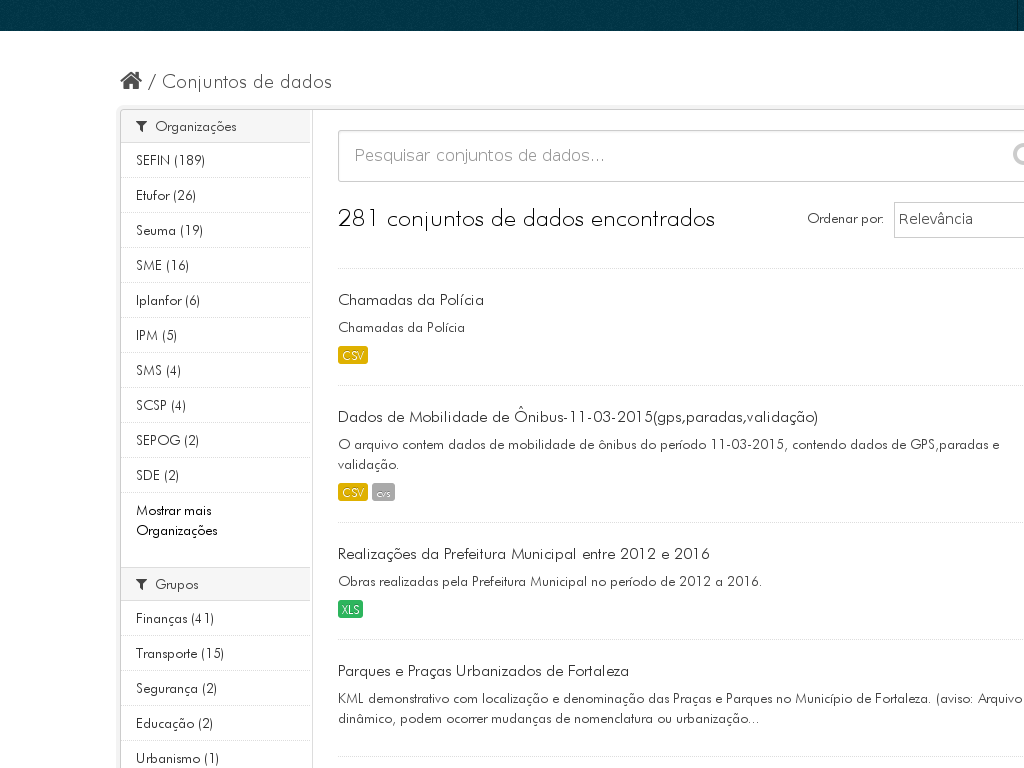 / Conjuntos de dados
Organizações
SEFIN (189)
Etufor (26)
Seuma (19)
SME (16)
Iplanfor (6)
IPM (5)
SMS (4)
SCSP (4)
SEPOG (2)
SDE (2)
Mostrar mais
Organizações
Grupos
Finanças (41)
Transporte (15)
Segurança (2)
Educação (2)
Urbanismo (1)
Pesquisar conjuntos de dados...
281 conjuntos de dados encontrados
Ordenar por: Relevância
Chamadas da Polícia
Chamadas da Polícia
CSV
Dados de Mobilidade de Ônibus-11-03-2015(gps,paradas,validação)
O arquivo contem dados de mobilidade de ônibus do período 11-03-2015, contendo dados de GPS,paradas e
validação.
CSV cvs
Realizações da Prefeitura Municipal entre 2012 e 2016
Obras realizadas pela Prefeitura Municipal no período de 2012 a 2016.
XLS
Parques e Praças Urbanizados de Fortaleza
KML demonstrativo com localização e denominação das Praças e Parques no Município de Fortaleza. (aviso: Arquivo
dinâmico, podem ocorrer mudanças de nomenclatura ou urbanização...